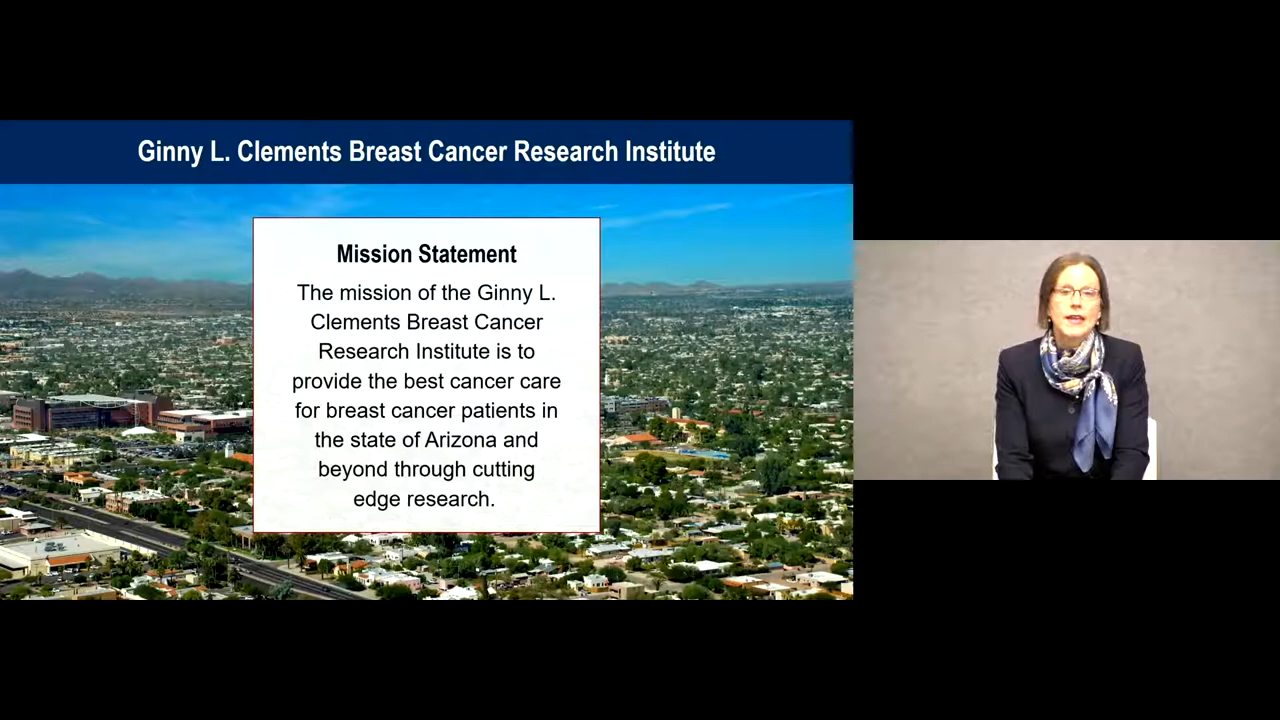 Ginny L. Clements Breast Cancer Research Institute
Mission Statement
The mission of the Ginny L.
Clements Breast Cancer
Research Institute is to
provide the best cancer care
for breast cancer patients in
the state of Arizona and
beyond through cutting
edge research.